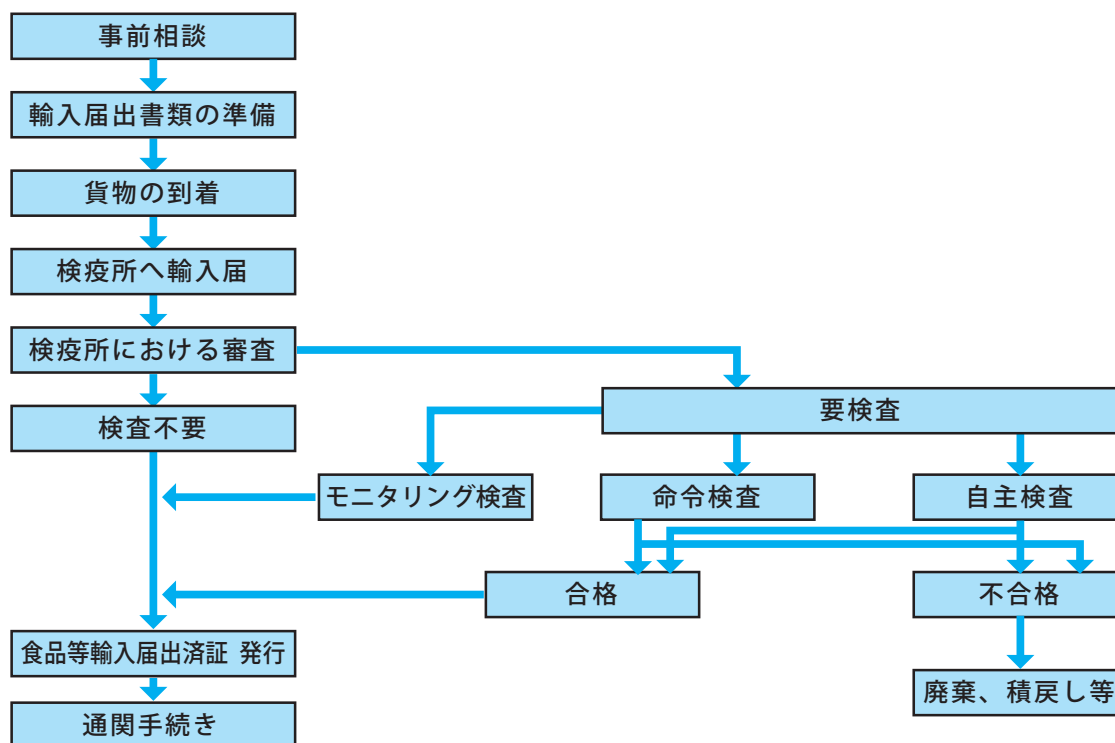 事前相談
輸入届出書類の準備
貨物の到着
検疫所へ輸入届
検疫所における審査
要検査
検査不要
モニタリング検査
命令検査
自主検査
合格
不合格
食品等輸入届出済証 発行
廃棄、積戻し等
通関手続き